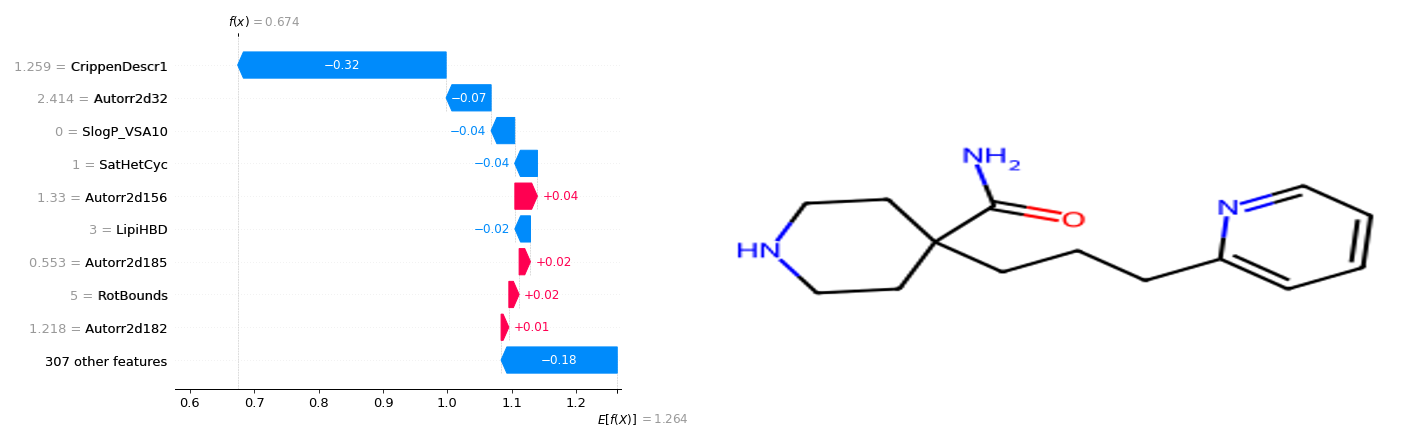 f(x) = 0.674
1.259 = CrippenDescr1
−0.32
2.414 = Autorr2d32
−0.07
0 = SlogP_VSA10
−0.04
1 = SatHetCyc
−0.04
1.33 = Autorr2d156
+0.04
3 = LipiHBD
−0.02
0.553 = Autorr2d185
+0.02
5 = RotBounds
+0.02
1.218 = Autorr2d182
+0.01
307 other features
−0.18
0.6 0.7 0.8 0.9 1.0 1.1 1.2
E[f(X)] = 1.264
NH2
O
N
HN